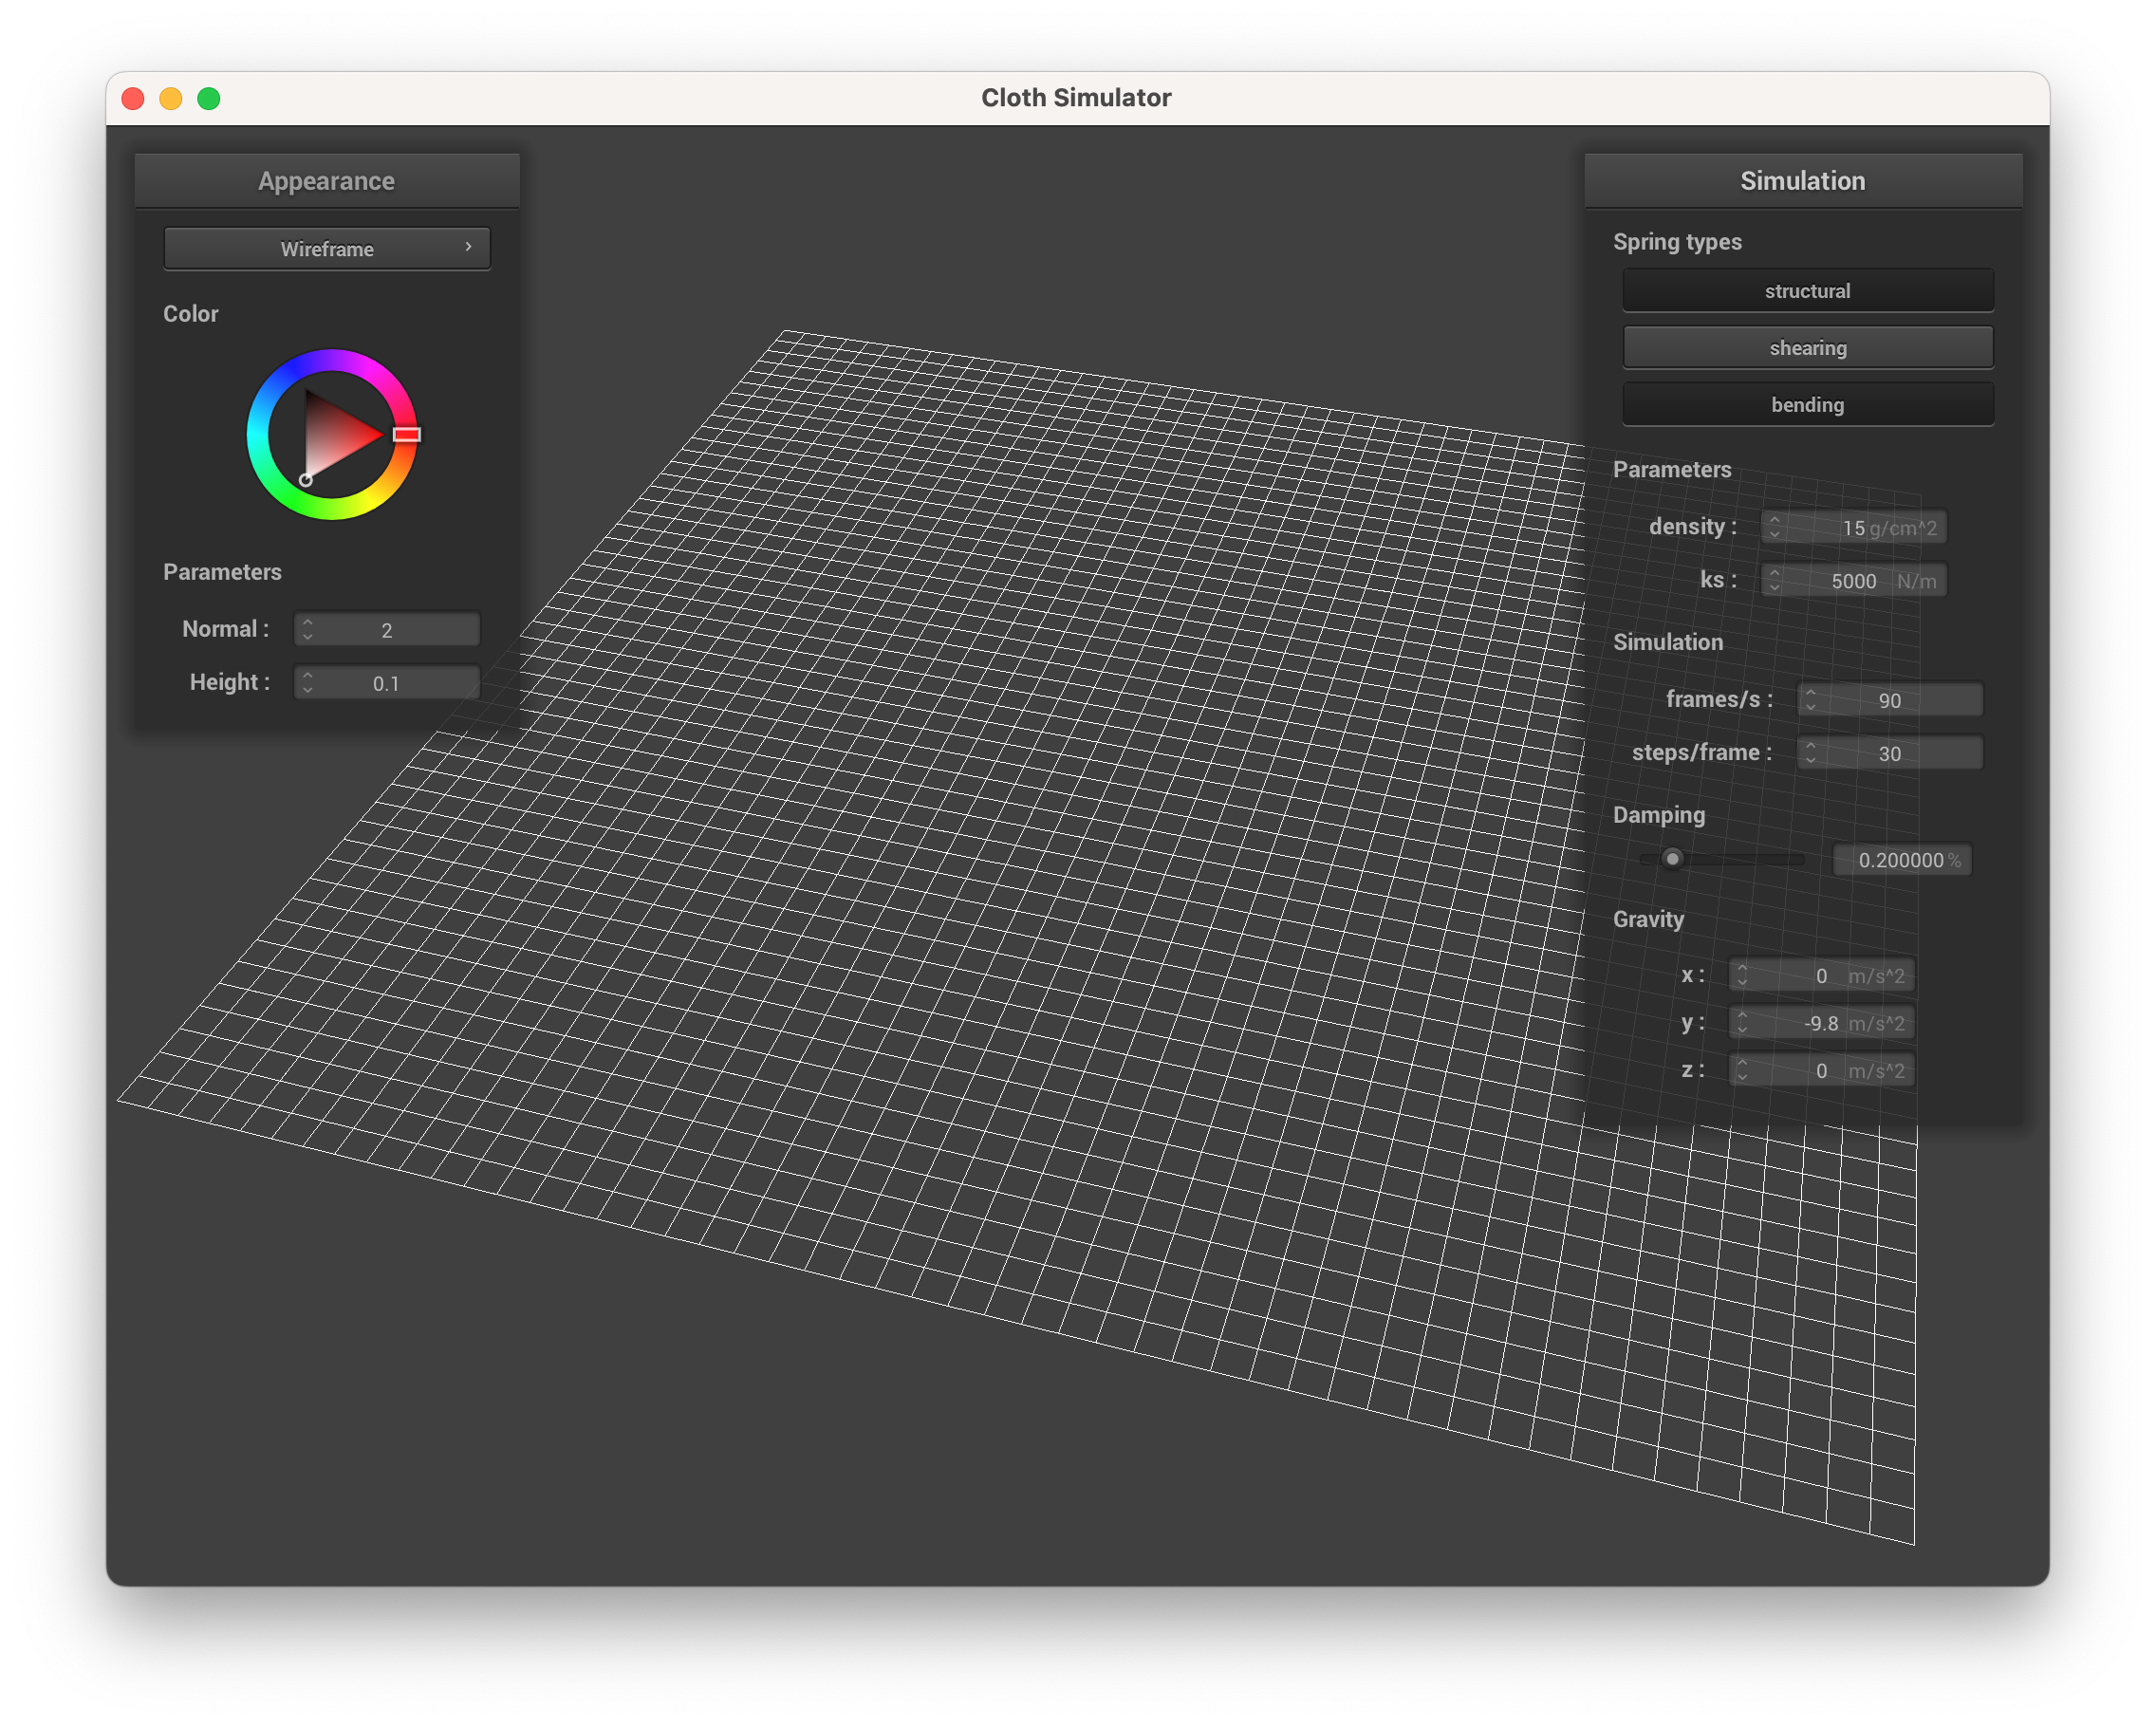 Cloth Simulator
Appearance
Wireframe
Color
Parameters
Normal : 2
Height : 0.1
Simulation
Spring types
structural
shearing
bending
Parameters
density : 15 g/cm^2
ks : 5000 N/m
Simulation
frames/s : 90
steps/frame : 30
Damping
0.200000 %
Gravity
x : 0 m/s^2
y : -9.8 m/s^2
z : 0 m/s^2